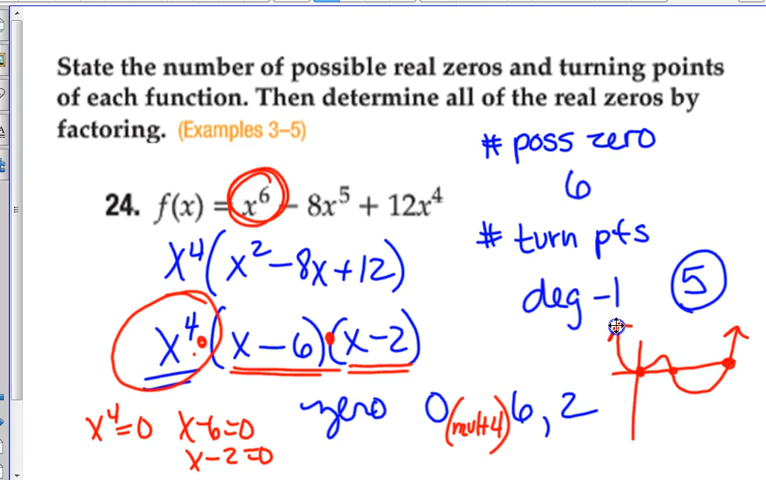 State the number of possible real zeros and turning points
of each function. Then determine all of the real zeros by
factoring. (Examples 3–5)
# poss zero
6
24. f(x) = x⁶ – 8x⁵ + 12x⁴
# turn pts
x⁴(x² – 8x + 12)
deg – 1 5
x⁴ · (x – 6) · (x – 2)
zero 0 (mult 4) 6, 2
x⁴ = 0 x – 6 = 0
x – 2 = 0